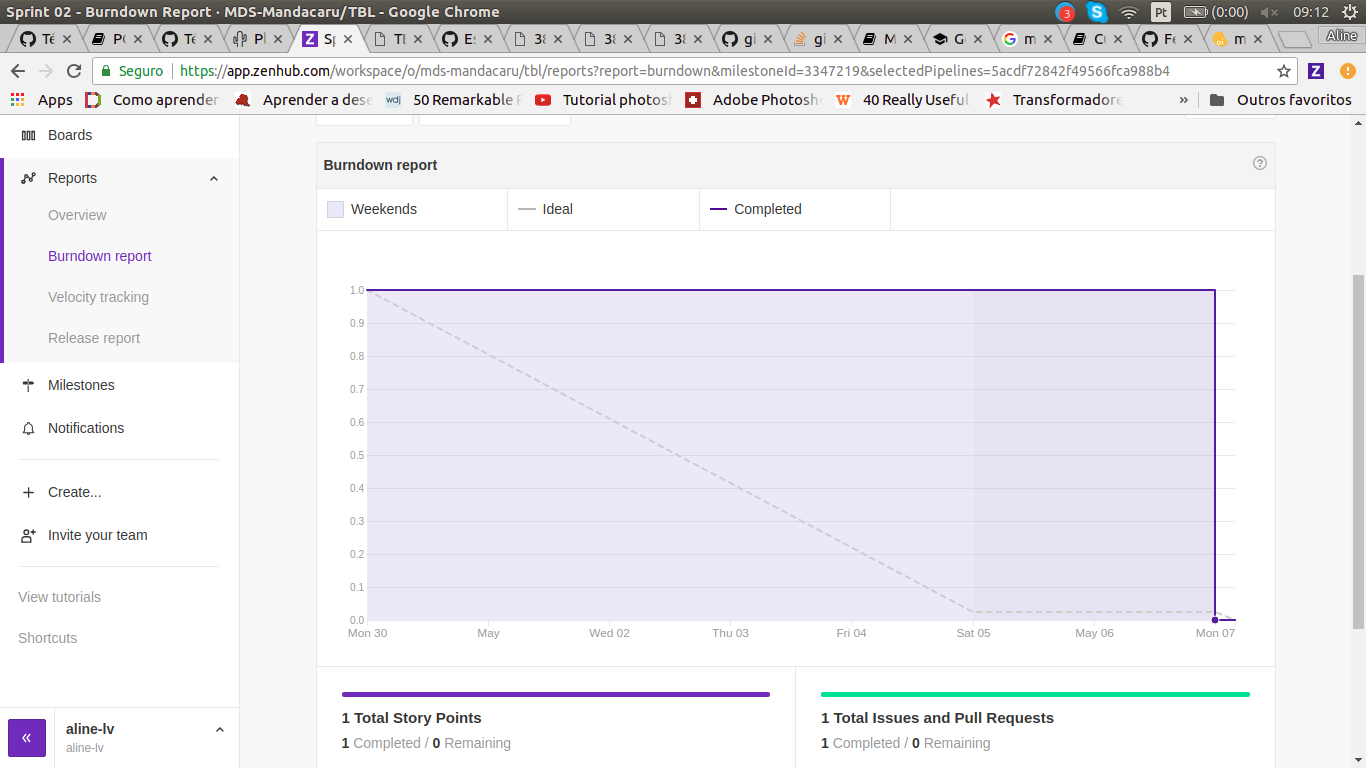 Sprint 02 - Burndown Report · MDS-Mandacaru/TBL - Google Chrome
3 Pt (0:00) 09:12
Té Po Té Pl Sp TE Es 38 38 38 gi gi M G m Cu Fe m Aline
Seguro https://app.zenhub.com/workspace/o/mds-mandacaru/tbl/reports?report=burndown&milestoneId=3347219&selectedPipelines=5acdf72842f49566fca988b4
Apps Como aprender Aprender a dese wdj 50 Remarkable P Tutorial photos Adobe Photosh 40 Really Useful Transformadore » Outros favoritos
Boards
Reports
Overview
Burndown report
Velocity tracking
Release report
Milestones
Notifications
Create...
Invite your team
View tutorials
Shortcuts
aline-lv
aline-lv
Burndown report
Weekends Ideal Completed
1.0
0.9
0.8
0.7
0.6
0.5
0.4
0.3
0.2
0.1
0.0
Mon 30 May Wed 02 Thu 03 Fri 04 Sat 05 May 06 Mon 07
1 Total Story Points
1 Completed / 0 Remaining
1 Total Issues and Pull Requests
1 Completed / 0 Remaining